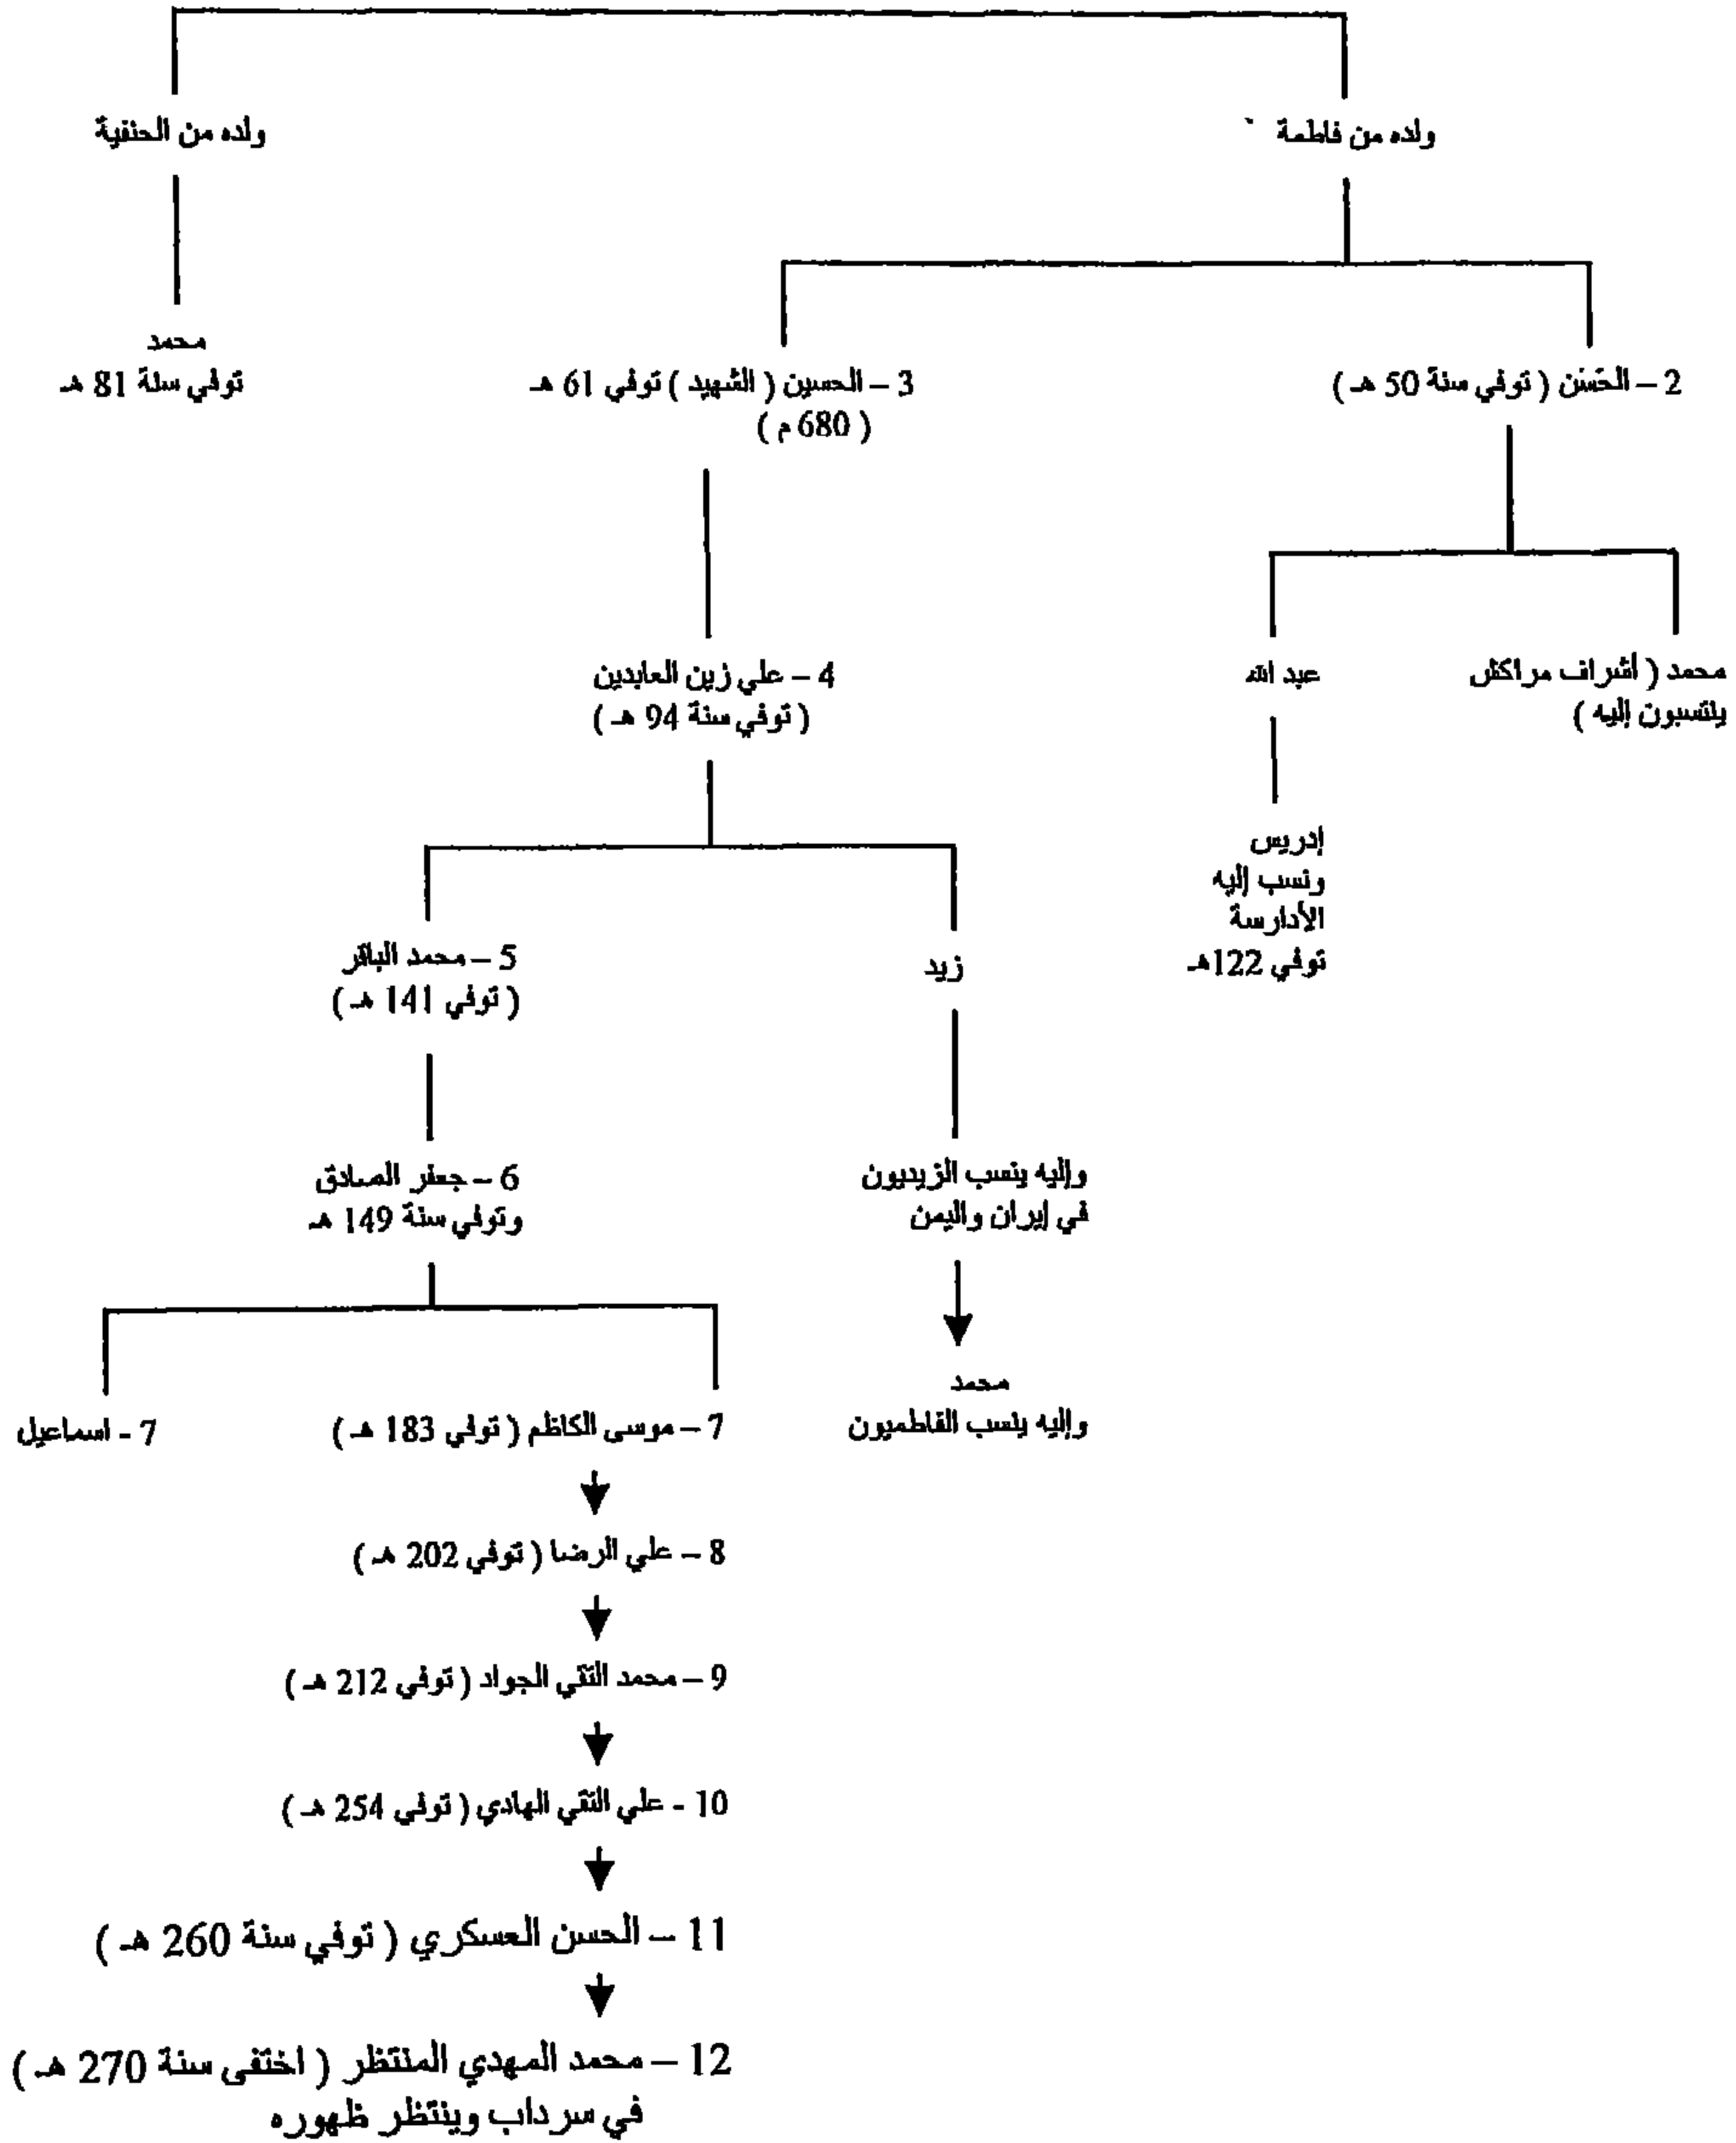 ولده من فاطمة
ولده من الحنفية
2 – الحَسَن ( توفي سنة 50 هـ )
3 – الحسين ( الشهيد ) توفي 61 هـ
( 680 م )
محمد
توفي سنة 81 هـ
محمد ( أشراف مراكش
ينتسبون إليه )
عبد الله
4 – علي زين العابدين
( توفي سنة 94 هـ )
إدريس
ونسب إليه
الأدارسة
توفي 122هـ
زيد
5 – محمد الباقر
( توفي 141 هـ )
وإليه ينسب الزيديون
في إيران واليمن
6 – جعفر الصادق
وتوفي سنة 149 هـ
محمد
وإليه ينسب الفاطميون
7 – موسى الكاظم ( توفي 183 هـ )
7 - اسماعيل
8 – علي الرضا ( توفي 202 هـ )
9 – محمد التقي الجواد ( توفي 212 هـ )
10 - علي التقي الهادي ( توفي 254 هـ )
11 – الحسن العسكري ( توفي سنة 260 هـ )
12 – محمد المهدي المنتظر ( اختفى سنة 270 هـ )
في سرداب وينتظر ظهوره